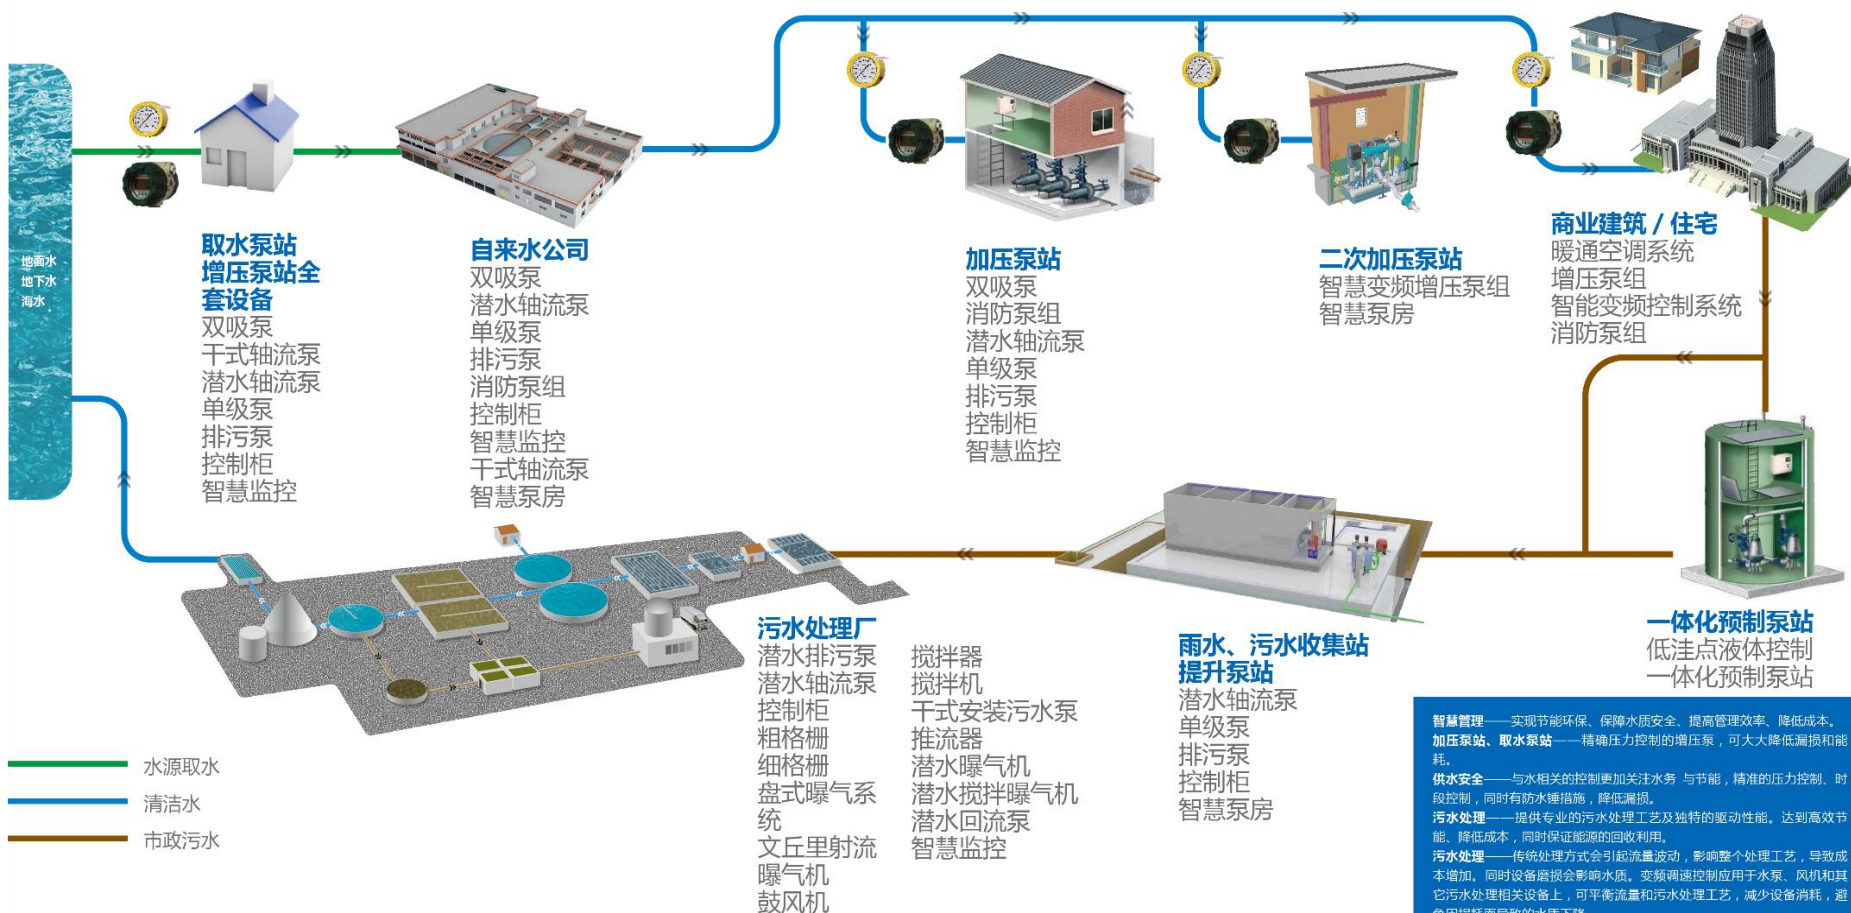 地面水
地下水
海水
取水泵站
增压泵站全
套设备
双吸泵
干式轴流泵
潜水轴流泵
单级泵
排污泵
控制柜
智慧监控
自来水公司
双吸泵
潜水轴流泵
单级泵
排污泵
消防泵组
控制柜
智慧监控
干式轴流泵
智慧泵房
加压泵站
双吸泵
消防泵组
潜水轴流泵
单级泵
排污泵
控制柜
智慧监控
二次加压泵站
智慧变频增压泵组
智慧泵房
商业建筑 / 住宅
暖通空调系统
增压泵组
智能变频控制系统
消防泵组
水源取水
清洁水
市政污水
污水处理厂
潜水排污泵
潜水轴流泵
控制柜
粗格栅
细格栅
盘式曝气系
统
文丘里射流
曝气机
鼓风机
搅拌器
搅拌机
干式安装污水泵
推流器
潜水曝气机
潜水搅拌曝气机
潜水回流泵
智慧监控
雨水、污水收集站
提升泵站
潜水轴流泵
单级泵
排污泵
控制柜
智慧泵房
一体化预制泵站
低洼点液体控制
一体化预制泵站
智慧管理——实现节能环保、保障水质安全、提高管理效率、降低成本。
加压泵站、取水泵站——精确压力控制的增压泵，可大大降低漏损和能
耗。
供水安全——与水相关的控制更加关注水务 与节能，精准的压力控制、时
段控制，同时有防水锤措施，降低漏损。
污水处理——提供专业的污水处理工艺及独特的驱动性能。达到高效节
能、降低成本，同时保证能源的回收利用。
污水处理——传统处理方式会引起流量波动，影响整个处理工艺，导致成
本增加。同时设备磨损会影响水质。变频调速控制应用于水泵、风机和其
它污水处理相关设备上，可平衡流量和污水处理工艺，减少设备消耗，避
免因损耗而导致的水质下降